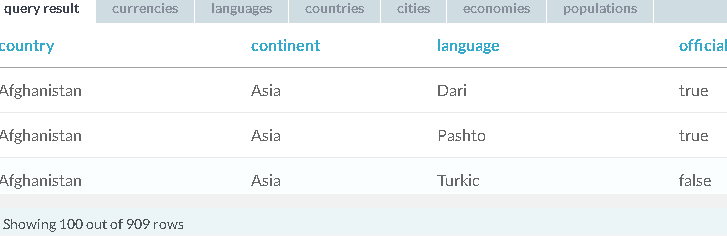 query result currencies languages countries cities economies populations
country continent language official
Afghanistan Asia Dari true
Afghanistan Asia Pashto true
Afghanistan Asia Turkic false
Showing 100 out of 909 rows